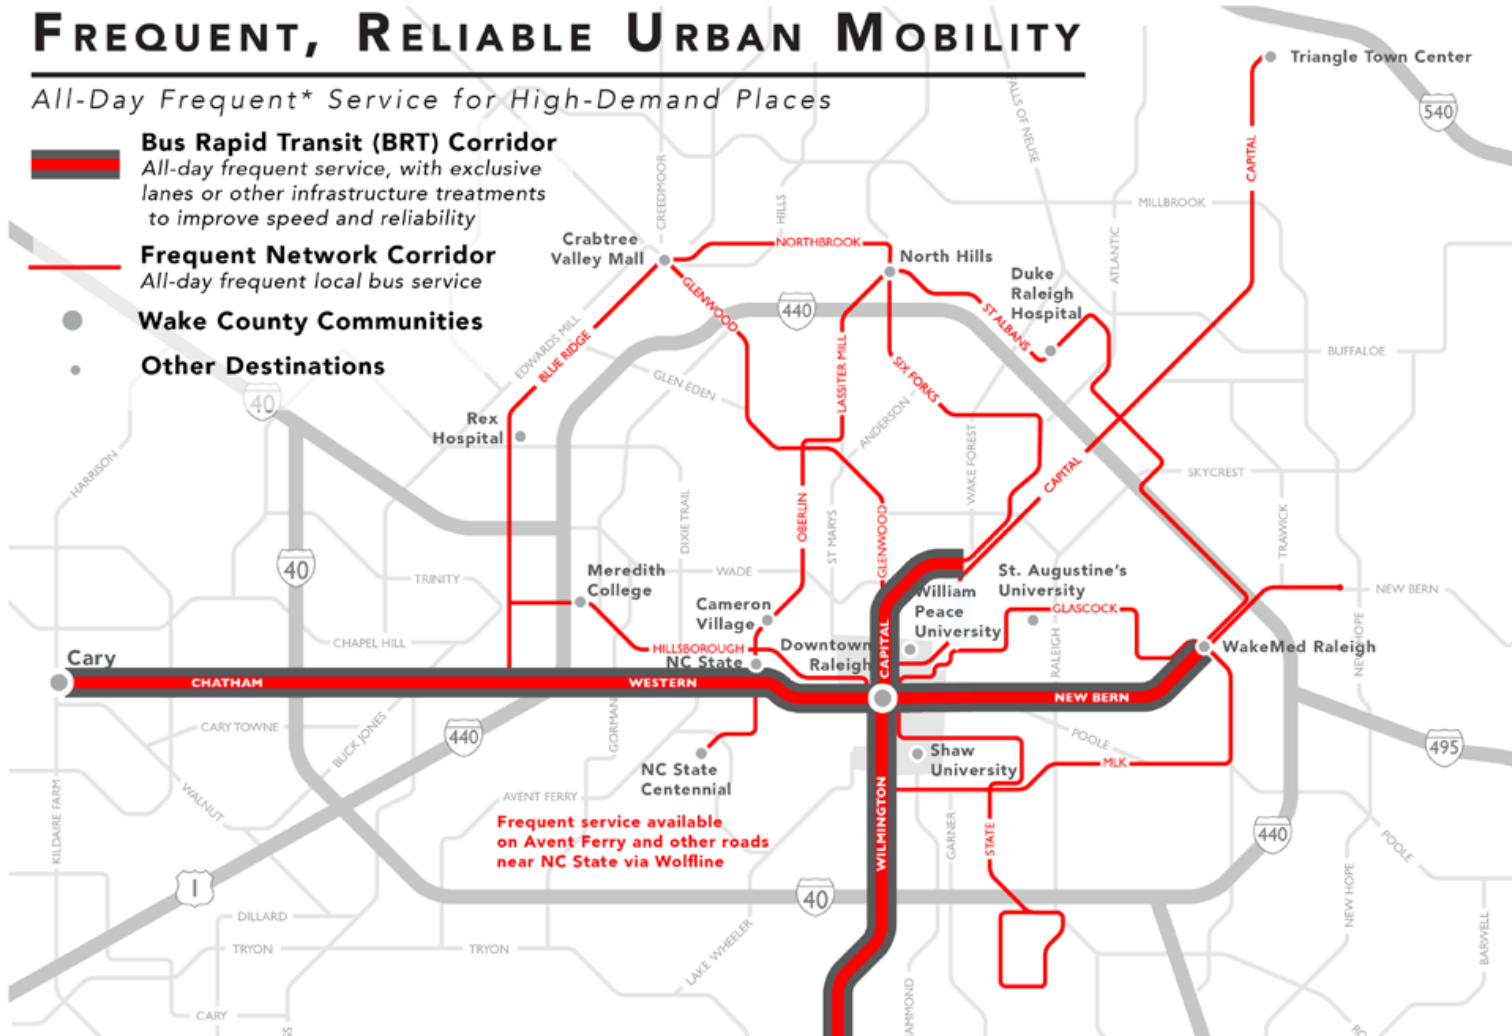 FREQUENT, RELIABLE URBAN MOBILITY
All-Day Frequent* Service for High-Demand Places
Bus Rapid Transit (BRT) Corridor
All-day frequent service, with exclusive
lanes or other infrastructure treatments
to improve speed and reliability
Frequent Network Corridor
All-day frequent local bus service
Wake County Communities
Other Destinations
Triangle Town Center
540
CAPITAL
FALLS OF NEUSE
CREEDMOOR
HILLS
MILLBROOK
ATLANTIC
Crabtree
Valley Mall
NORTHBROOK
North Hills
Duke
Raleigh
Hospital
GLENWOOD
440
ST ALBANS
EDWARDS MILL
BLUE RIDGE
LASSITER MILL
SIX FORKS
BUFFALOE
GLEN EDEN
ANDERSON
40
Rex
Hospital
HARRISON
WAKE FOREST
CAPITAL
SKYCREST
DIXIE TRAIL
OBERLIN
ST MARYS
GLENWOOD
TRAWICK
40
TRINITY
Meredith
College
WADE
St. Augustine's
University
William
Peace
University
GLASCOCK
NEW BERN
Cameron
Village
CHAPEL HILL
HILLSBOROUGH
NC State
Downtown
Raleigh
CAPITAL
RALEIGH
WakeMed Raleigh
NEW HOPE
Cary
CHATHAM
WESTERN
NEW BERN
CARY TOWNE
BUCK JONES
440
GORMAN
POOLE
495
NC State
Centennial
Shaw
University
MLK
KILDAIRE FARM
WALNUT
AVENT FERRY
WILMINGTON
GARNER
STATE
440
POOLE
Frequent service available
on Avent Ferry and other roads
near NC State via Wolfline
1
40
NEW HOPE
BARWELL
DILLARD
TRYON
TRYON
LAKE WHEELER
CARY
AMMOND